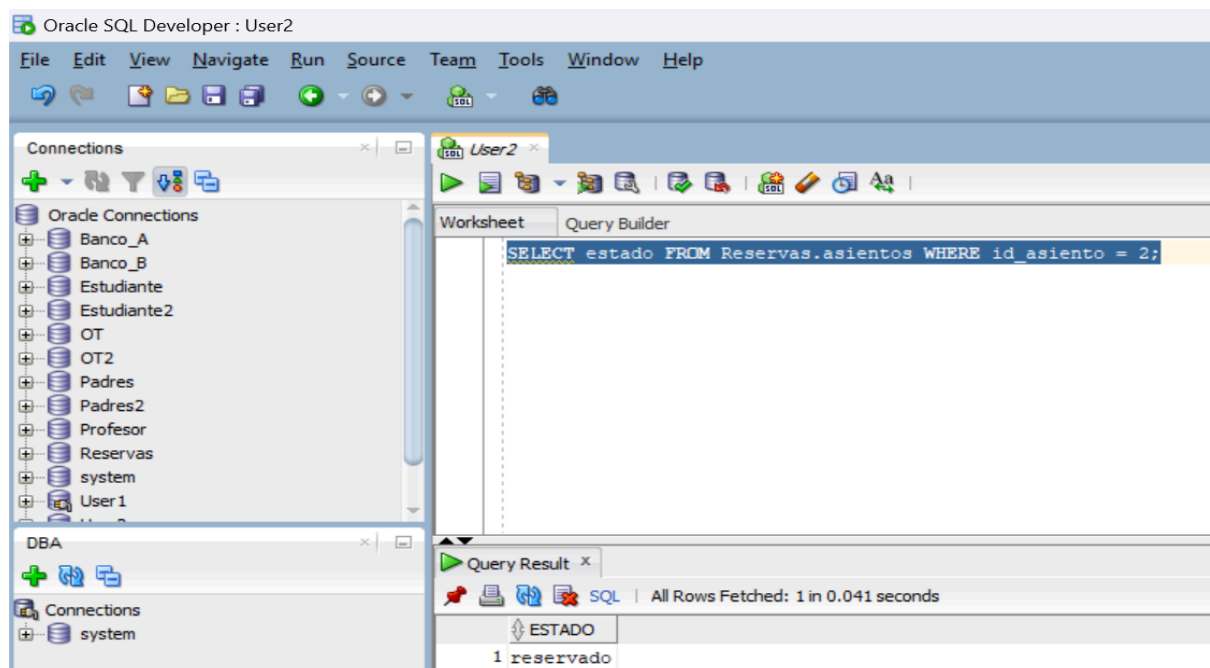 Oracle SQL Developer : User2
File Edit View Navigate Run Source Team Tools Window Help
Connections
Oracle Connections
Banco_A
Banco_B
Estudiante
Estudiante2
OT
OT2
Padres
Padres2
Profesor
Reservas
system
User1
DBA
Connections
system
User2
Worksheet Query Builder
SELECT estado FROM Reservas.asientos WHERE id_asiento = 2;
Query Result
SQL | All Rows Fetched: 1 in 0.041 seconds
ESTADO
1 reservado